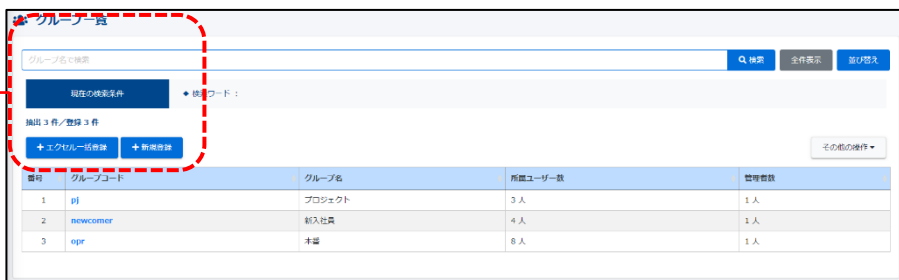 グループ一覧
グループ名で検索
検索
全件表示
並び替え
現在の検索条件
◆ 検索ワード :
抽出 3 件／登録 3 件
+ エクセル一括登録
+ 新規登録
その他の操作
番号 グループコード グループ名 所属ユーザー数 管理者数
1 pj プロジェクト 3 人 1 人
2 newcomer 新入社員 4 人 1 人
3 opr 本番 8 人 1 人